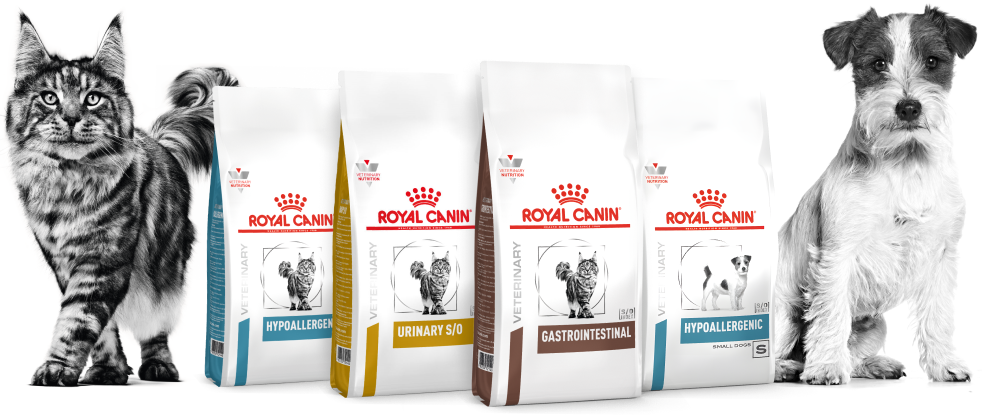 VETERINARY
NUTRITION
ROYAL CANIN
VETERINARY
HYPOALLERGEN
VETERINARY
NUTRITION
ROYAL CANIN®
VETERINARY
URINARY S/O
VETERINARY
NUTRITION
ROYAL CANIN®
VETERINARY
GASTROINTESTINAL
VETERINARY
NUTRITION
ROYAL CANIN®
VETERINARY
HYPOALLERGENIC
SMALL DOGS S